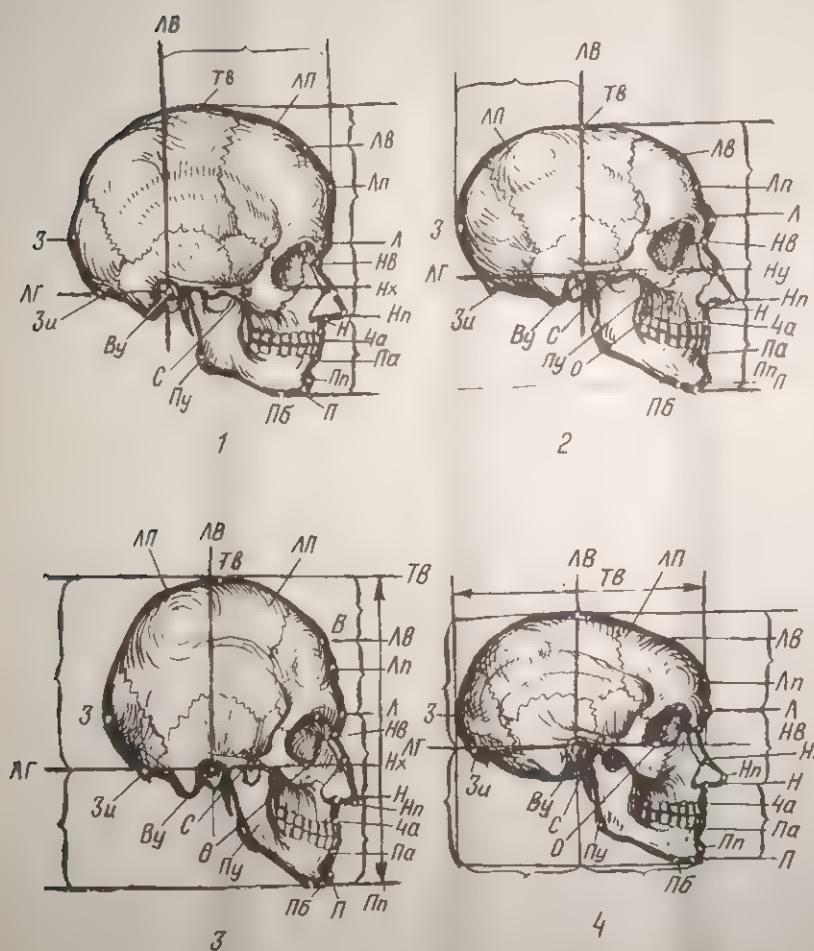 ЛВ
Тв
ЛП
ЛВ
Лп
З
Л
НВ
ЛГ
Нх
Зи
Нп
Ву
Н
Ча
С
Па
Пу
Пп
Пб
П
1
ЛВ
Тв
ЛП
ЛВ
Лп
Л
З
НВ
ЛГ
Ну
Зи
Нп
Н
Ву
С
Ча
Пу
О
Па
Пп
П
Пб
2
ЛВ
ЛП
Тв
ЛП
ТВ
В
ЛВ
Лп
З
Л
НВ
ЛГ
Нх
Зи
Н
Нп
Ву
С
Ча
О
Пу
Па
Пб
П
Пп
3
ЛВ
ТВ
ЛП
ЛВ
Лп
З
Л
НВ
ЛГ
Нп
Зи
Н
Ву
С
Ча
О
Пу
Па
Пп
Пб
П
4